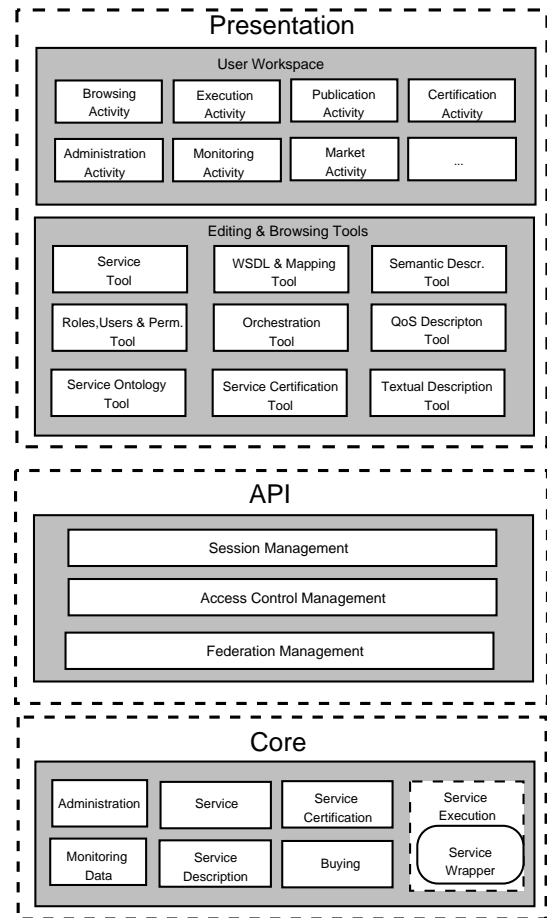 Presentation
User Workspace
Browsing
Activity
Execution
Activity
Publication
Activity
Certification
Activity
Administration
Activity
Monitoring
Activity
Market
Activity
...
Editing & Browsing Tools
Service
Tool
WSDL & Mapping
Tool
Semantic Descr.
Tool
Roles,Users & Perm.
Tool
Orchestration
Tool
QoS Descripton
Tool
Service Ontology
Tool
Service Certification
Tool
Textual Description
Tool
API
Session Management
Access Control Management
Federation Management
Core
Administration
Service
Service
Certification
Service
Execution
Monitoring
Data
Service
Description
Buying
Service
Wrapper